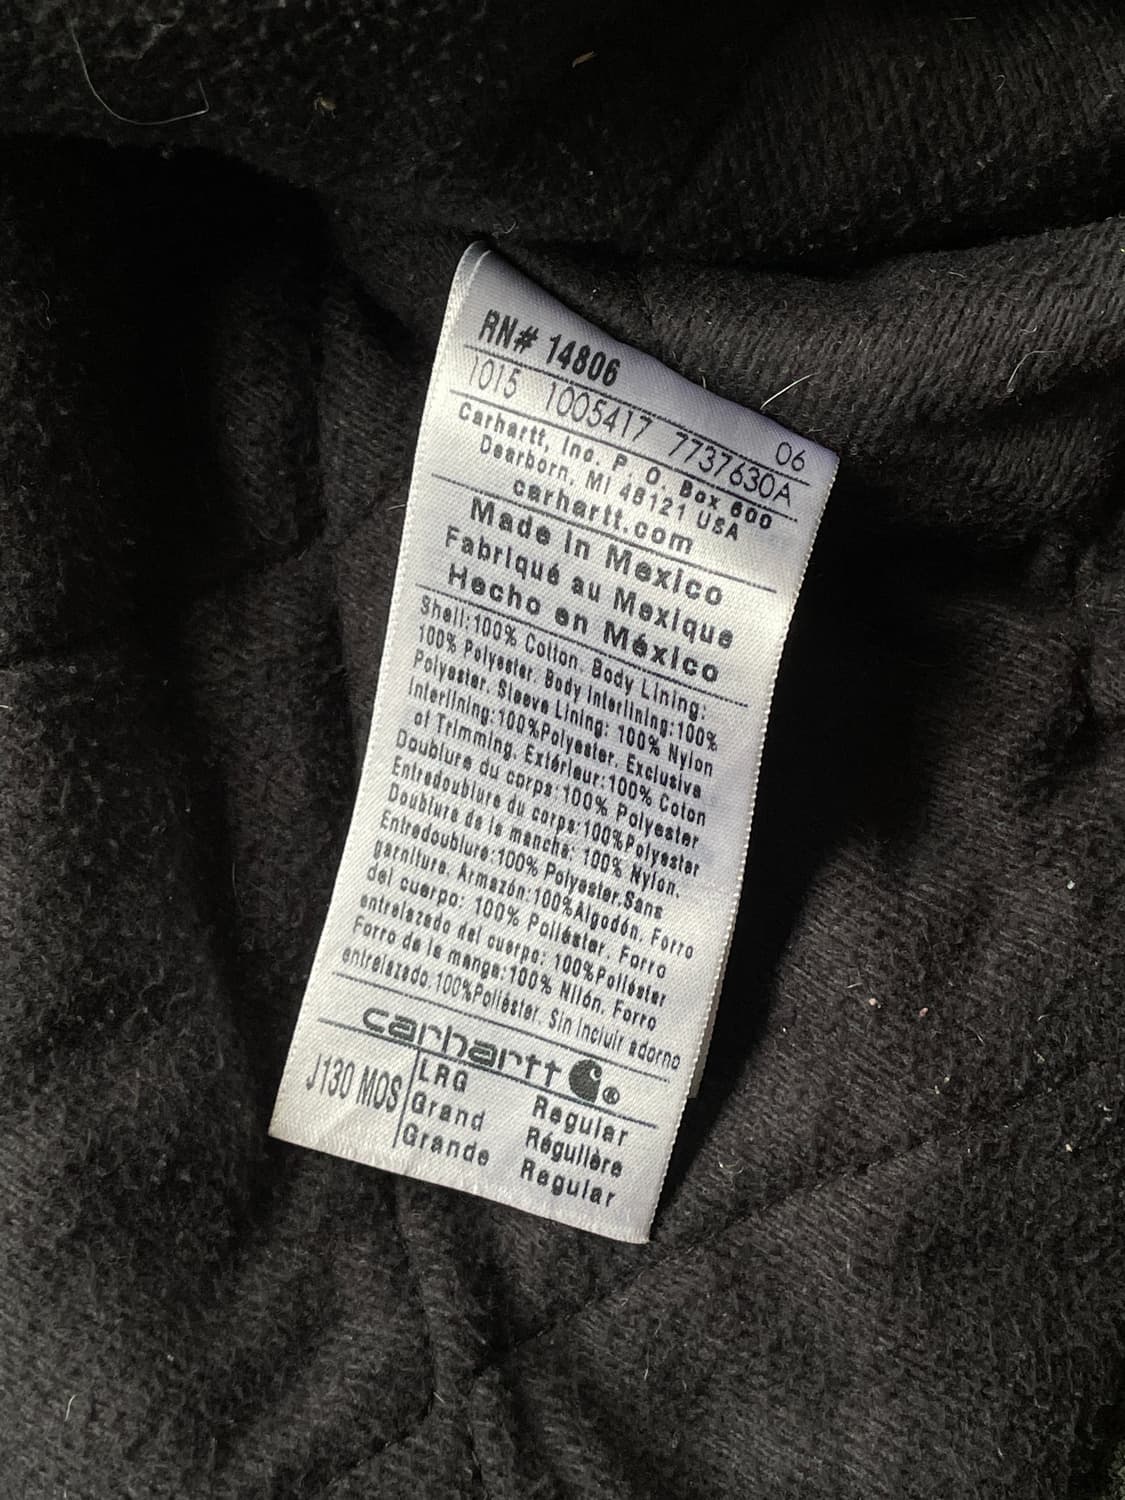 RN# 14806
06
1015 1005417 7737630A
Carhartt, Inc. P. O. Box 600
Dearborn, MI 48121 USA
carhartt.com
Made in Mexico
Fabriqué au Mexique
Hecho en México
Shell:100% Cotton. Body Lining:
100% Polyester. Body Interlining:100%
Polyester. Sleeve Lining: 100% Nylon
Interlining:100%Polyester. Exclusive
of Trimming. Extérieur:100% Coton
Doublure du corps:100% Polyester
Entredoublure du corps:100%Polyester
Doublure de la manche: 100% Nylon.
Entredoublure:100% Polyester.Sans
garniture. Armazón:100%Algodón. Forro
del cuerpo: 100% Poliéster. Forro
entrelazado del cuerpo: 100%Poliéster
Forro de la manga:100% Nilón. Forro
entrelazado.100%Poliéster. Sin incluir adorno
carhartt ®
J130 MOS LRG Regular
Grand Régulière
Grande Regular